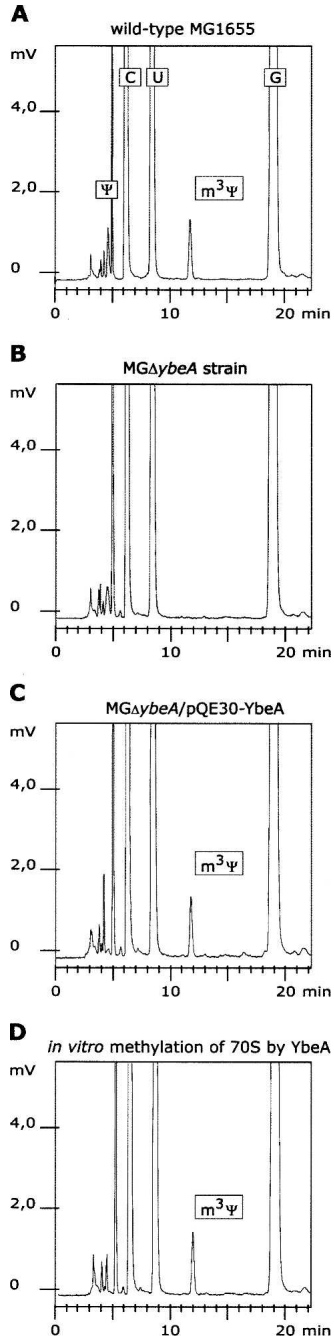 A
wild-type MG1655
mV
C
U
G
4,0
2,0
Ψ
m³Ψ
0
0 10 20 min
B
MGΔybeA strain
mV
4,0
2,0
0
0 10 20 min
C
MGΔybeA/pQE30-YbeA
mV
4,0
2,0
m³Ψ
0
0 10 20 min
D
in vitro methylation of 70S by YbeA
mV
4,0
2,0
m³Ψ
0
0 10 20 min